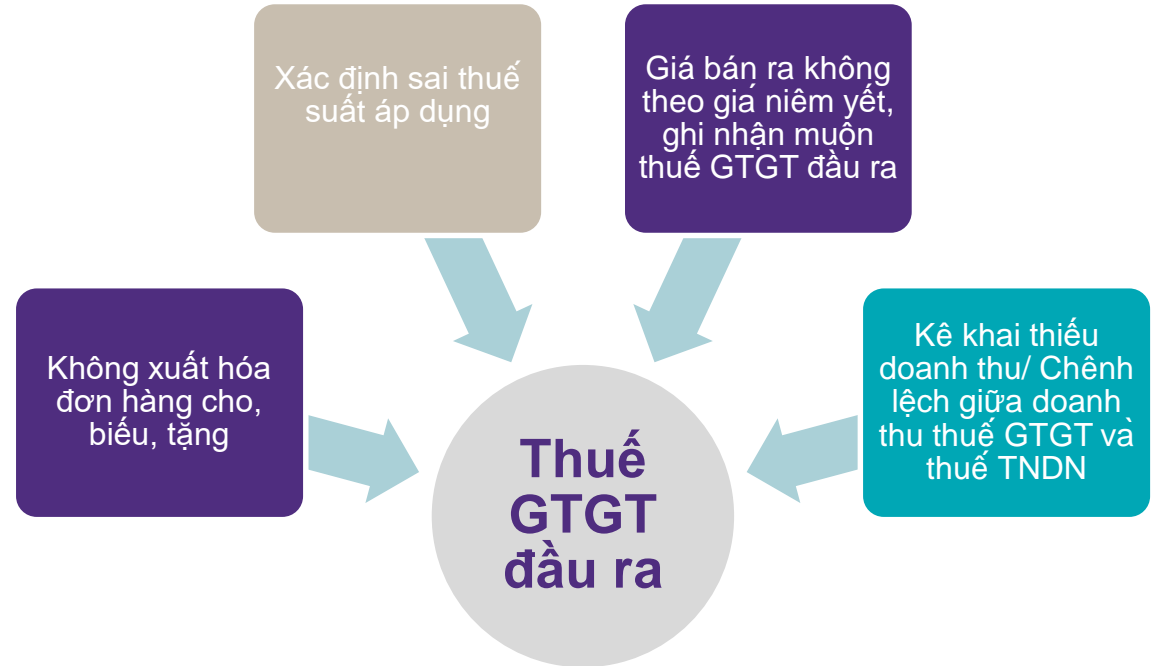 Xác định sai thuế
suất áp dụng
Giá bán ra không
theo giá niêm yết,
ghi nhận muộn
thuế GTGT đầu ra
Không xuất hóa
đơn hàng cho,
biếu, tặng
Kê khai thiếu
doanh thu/ Chênh
lệch giữa doanh
thu thuế GTGT và
thuế TNDN
Thuế
GTGT
đầu ra